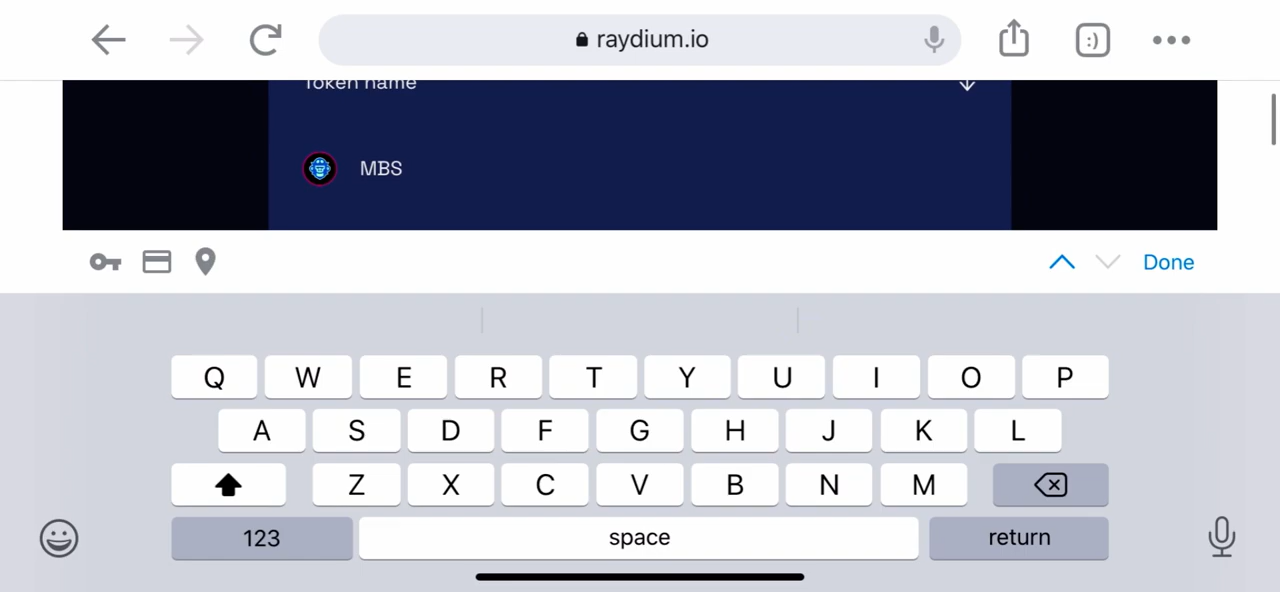 raydium.io
:)
Token name
MBS
Done
Q W E R T Y U I O P
A S D F G H J K L
Z X C V B N M
123 space return